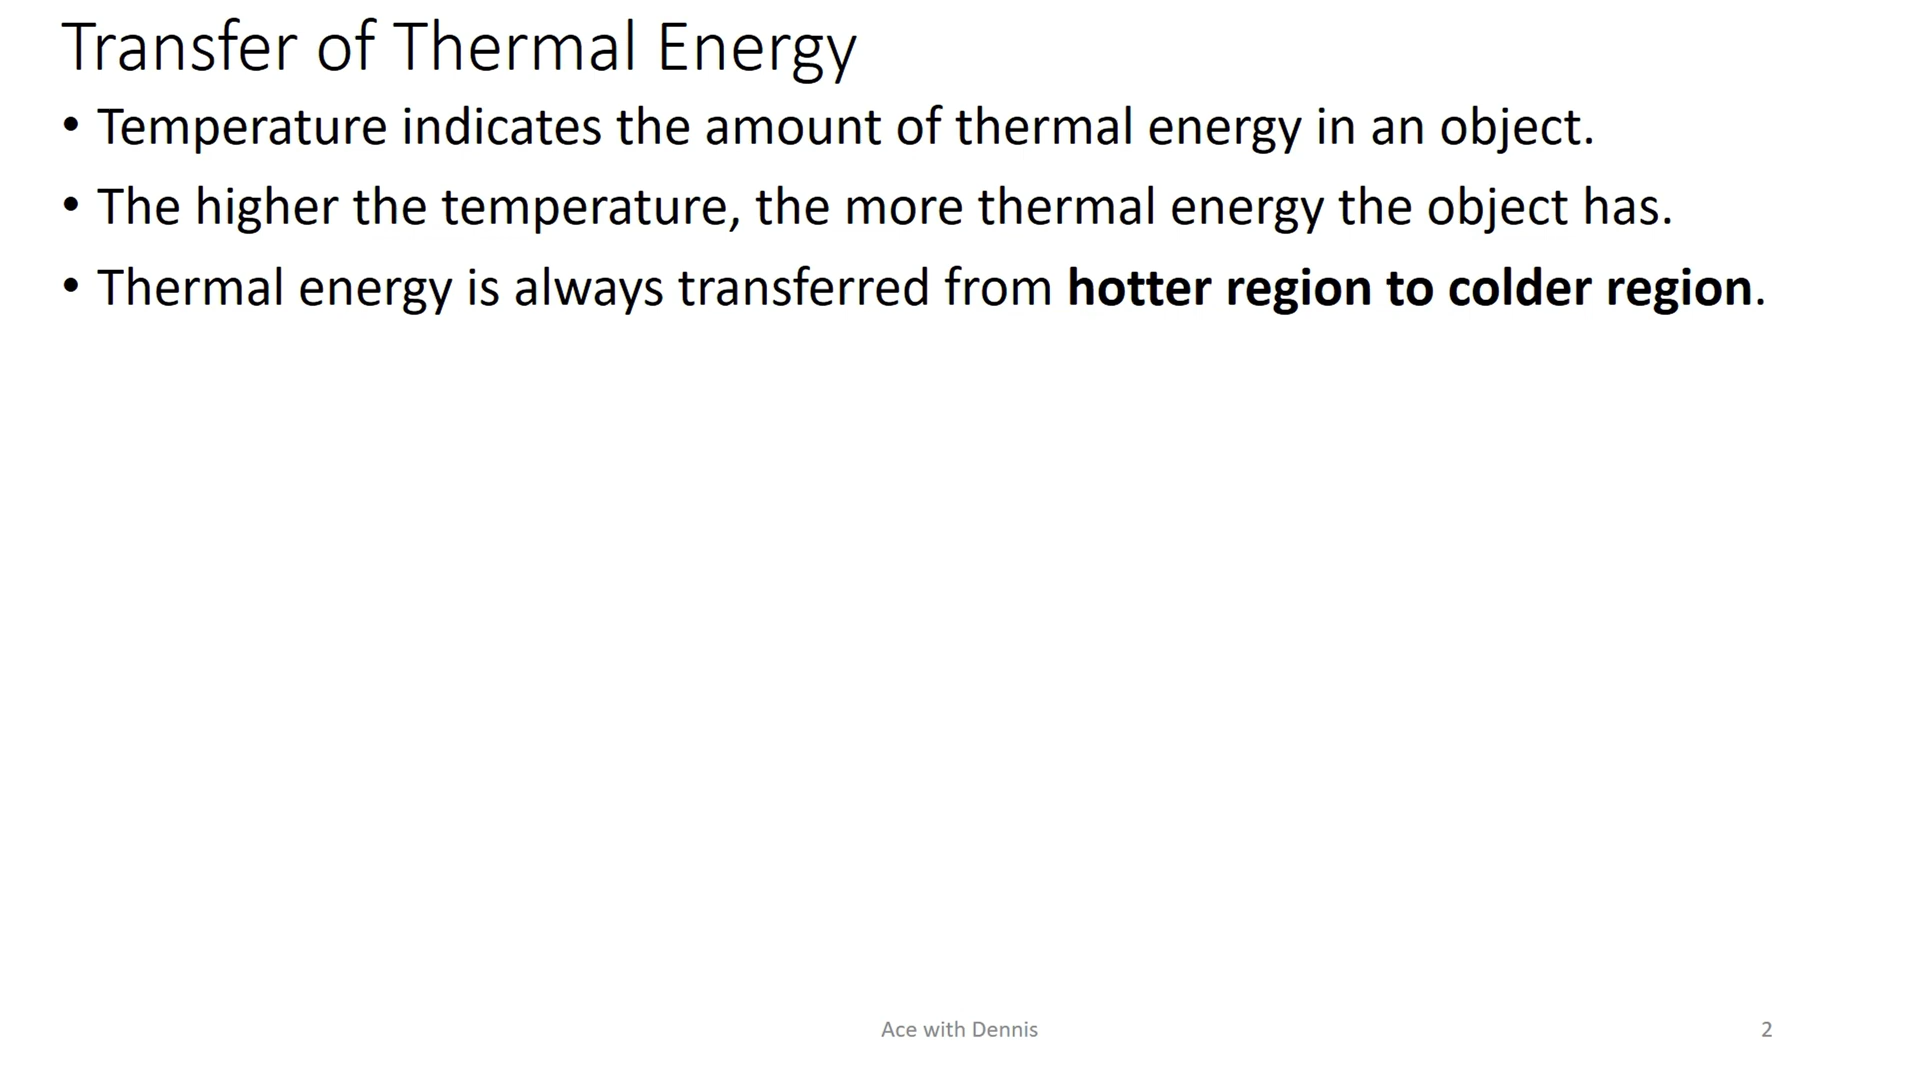 Transfer of Thermal Energy
• Temperature indicates the amount of thermal energy in an object.
• The higher the temperature, the more thermal energy the object has.
• Thermal energy is always transferred from hotter region to colder region.
Ace with Dennis
2